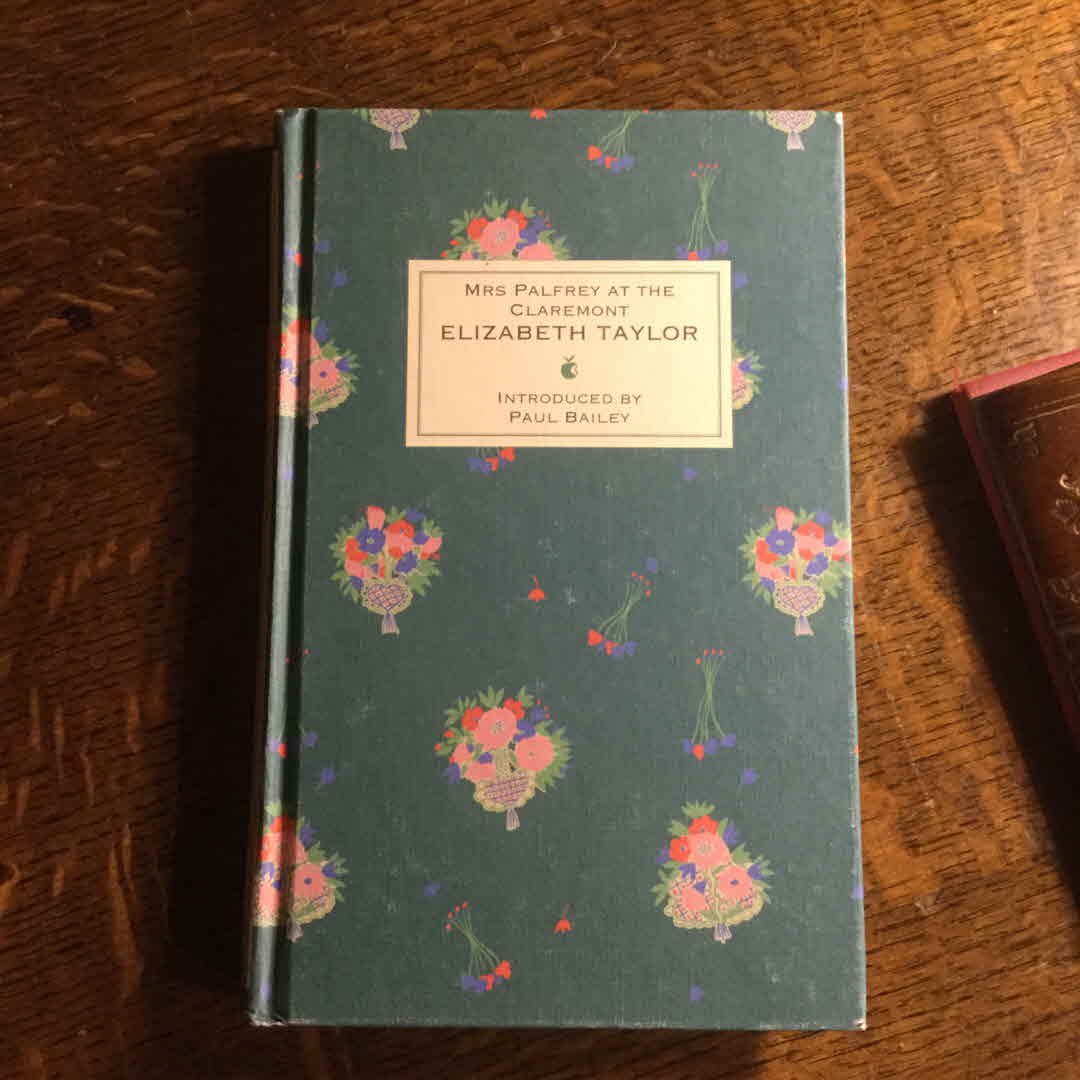 MRS PALFREY AT THE
CLAREMONT
ELIZABETH TAYLOR
INTRODUCED BY
PAUL BAILEY